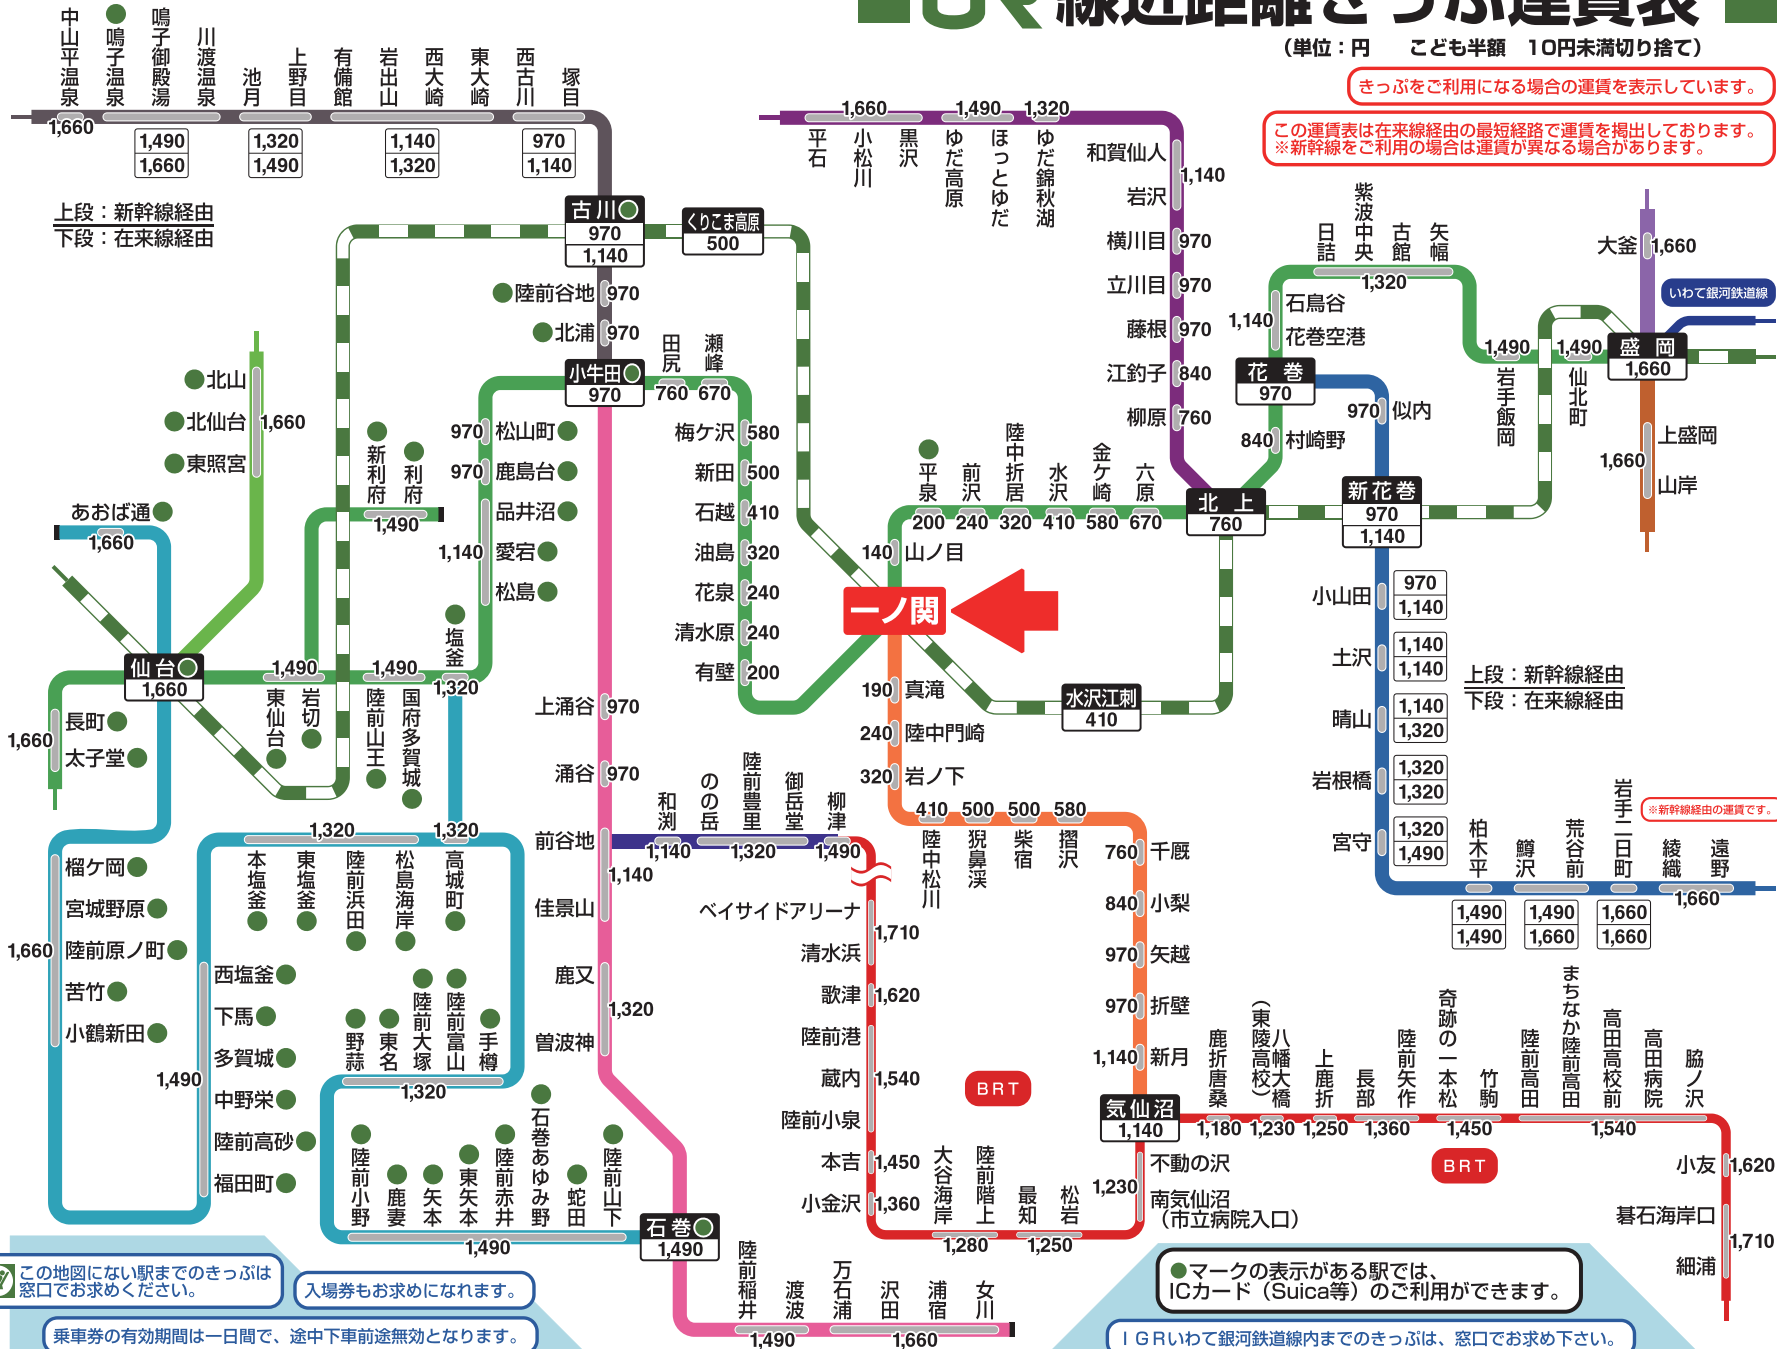 JR線近距離きっぷ運賃表
(単位:円 こども半額 10円未満切り捨て)
きっぷをご利用になる場合の運賃を表示しています。
この運賃表は在来線経由の最短経路で運賃を掲出しております。
※新幹線をご利用の場合は運賃が異なる場合があります。
中山平温泉
鳴子温泉
鳴子御殿湯
川渡温泉
池月
上野目
有備館
岩出山
西大崎
東大崎
西古川
塚目
1,660
1,490
1,660
1,320
1,490
1,140
1,320
970
1,140
上段:新幹線経由
下段:在来線経由
古川
970
1,140
くりこま高原
500
陸前谷地 970
北浦 970
小牛田
970
田尻
瀬峰
760 670
梅ケ沢 580
新田 500
石越 410
油島 320
花泉 240
清水原 240
有壁 200
970 松山町
970 鹿島台
品井沼
1,140 愛宕
松島
塩釜
1,320
新利府
利府
1,490
北山
北仙台 1,660
東照宮
あおば通
1,660
仙台
1,660
1,490
東仙台
岩切
1,490
陸前山王
国府多賀城
長町
1,660
太子堂
榴ケ岡
宮城野原
1,660 陸前原ノ町
苦竹
小鶴新田
1,320
本塩釜
東塩釜
陸前浜田
松島海岸
1,320
高城町
西塩釜
下馬
多賀城
1,490
中野栄
陸前高砂
福田町
野蒜
東名
陸前大塚
陸前富山
手樽
1,320
陸前小野
鹿妻
矢本
東矢本
陸前赤井
石巻あゆみ野
蛇田
陸前山下
1,490
石巻
1,490
上涌谷 970
涌谷 970
前谷地
1,140
佳景山
鹿又
1,320
曽波神
和渕
のの岳
陸前豊里
御岳堂
柳津
1,140 1,320 1,490
陸前稲井
渡波
万石浦
沢田
浦宿
女川
1,490 1,660
1,660 1,490 1,320
平石
小松川
黒沢
ゆだ高原
ほっとゆだ
ゆだ錦秋湖
和賀仙人
1,140
岩沢
横川目 970
立川目 970
藤根 970
江釣子 840
柳原 760
北上
760
平泉
前沢
陸中折居
水沢
金ケ崎
六原
200 240 320 410 580 670
140 山ノ目
一ノ関
水沢江刺
410
840 村崎野
花巻
970
石鳥谷
1,140
花巻空港
日詰
紫波中央
古館
矢幅
1,320
1,490
岩手飯岡
1,490
仙北町
盛岡
1,660
大釜 1,660
いわて銀河鉄道線
上盛岡
1,660
山岸
970 似内
新花巻
970
1,140
小山田
970
1,140
土沢
1,140
1,140
晴山
1,140
1,320
岩根橋
1,320
1,320
宮守
1,320
1,490
上段:新幹線経由
下段:在来線経由
※新幹線経由の運賃です。
柏木平
鱒沢
荒谷前
岩手二日町
綾織
遠野
1,490
1,490
1,490
1,660
1,660
1,660
1,660
190 真滝
240 陸中門崎
320 岩ノ下
410 500 500 580
陸中松川
猊鼻渓
柴宿
摺沢
760 千厩
840 小梨
970 矢越
970 折壁
1,140 新月
気仙沼
1,140
BRT
ベイサイドアリーナ
1,710
清水浜
歌津 1,620
陸前港
蔵内 1,540
陸前小泉
本吉 1,450
小金沢 1,360
大谷海岸
陸前階上
最知
松岩
1,280 1,250
不動の沢
1,230
南気仙沼
(市立病院入口)
鹿折唐桑
八幡大橋
(東陵高校)
上鹿折
長部
陸前矢作
奇跡の一本松
竹駒
陸前高田
まちなか陸前高田
高田高校前
高田病院
脇ノ沢
1,180 1,230 1,250 1,360 1,450 1,540
BRT
小友 1,620
碁石海岸口
1,710
細浦
この地図にない駅までのきっぷは
窓口でお求めください。
入場券もお求めになれます。
乗車券の有効期間は一日間で、途中下車前途無効となります。
●マークの表示がある駅では、
ICカード(Suica等)のご利用ができます。
IGRいわて銀河鉄道線内までのきっぷは、窓口でお求め下さい。